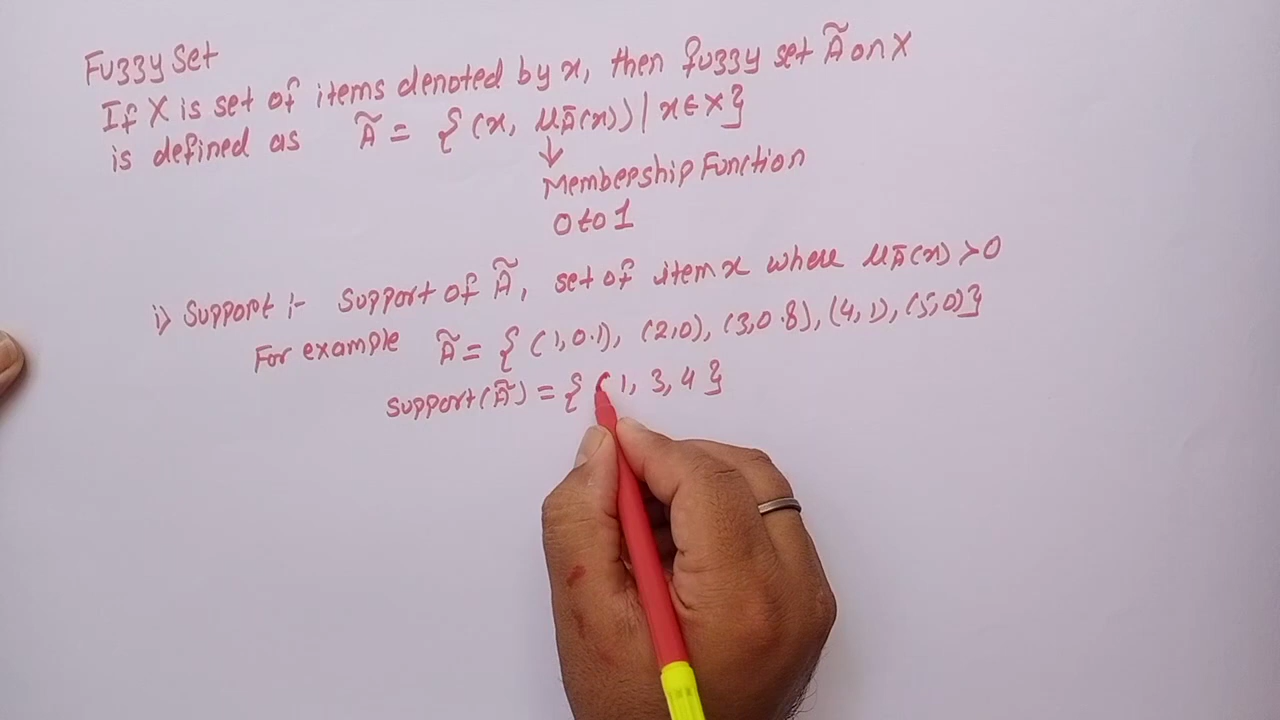 Fuzzy Set
If X is set of items denoted by x, then fuzzy set Ã on X
is defined as Ã = { (x, μĀ(x)) | x ∈ X }
↓
Membership Function
0 to 1
i) Support :- Support of Ã, set of item x where μĀ(x) > 0
For example Ã = { (1, 0.1), (2,0), (3,0.8), (4,1), (5,0)}
Support(Ã) = { ( 1, 3, 4 }